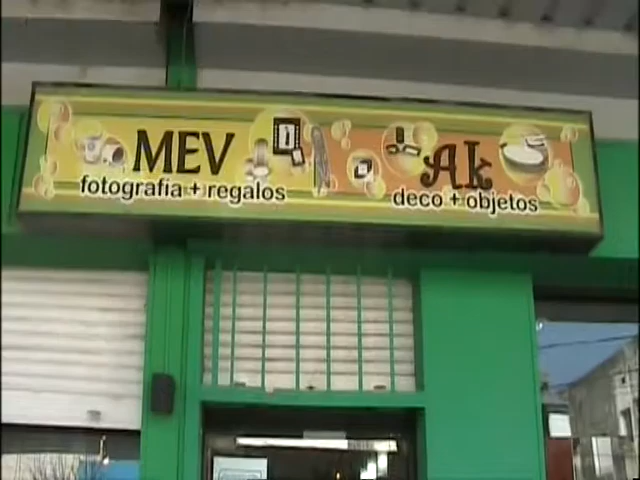 MEV
fotografia + regalos
Ak
deco + objetos